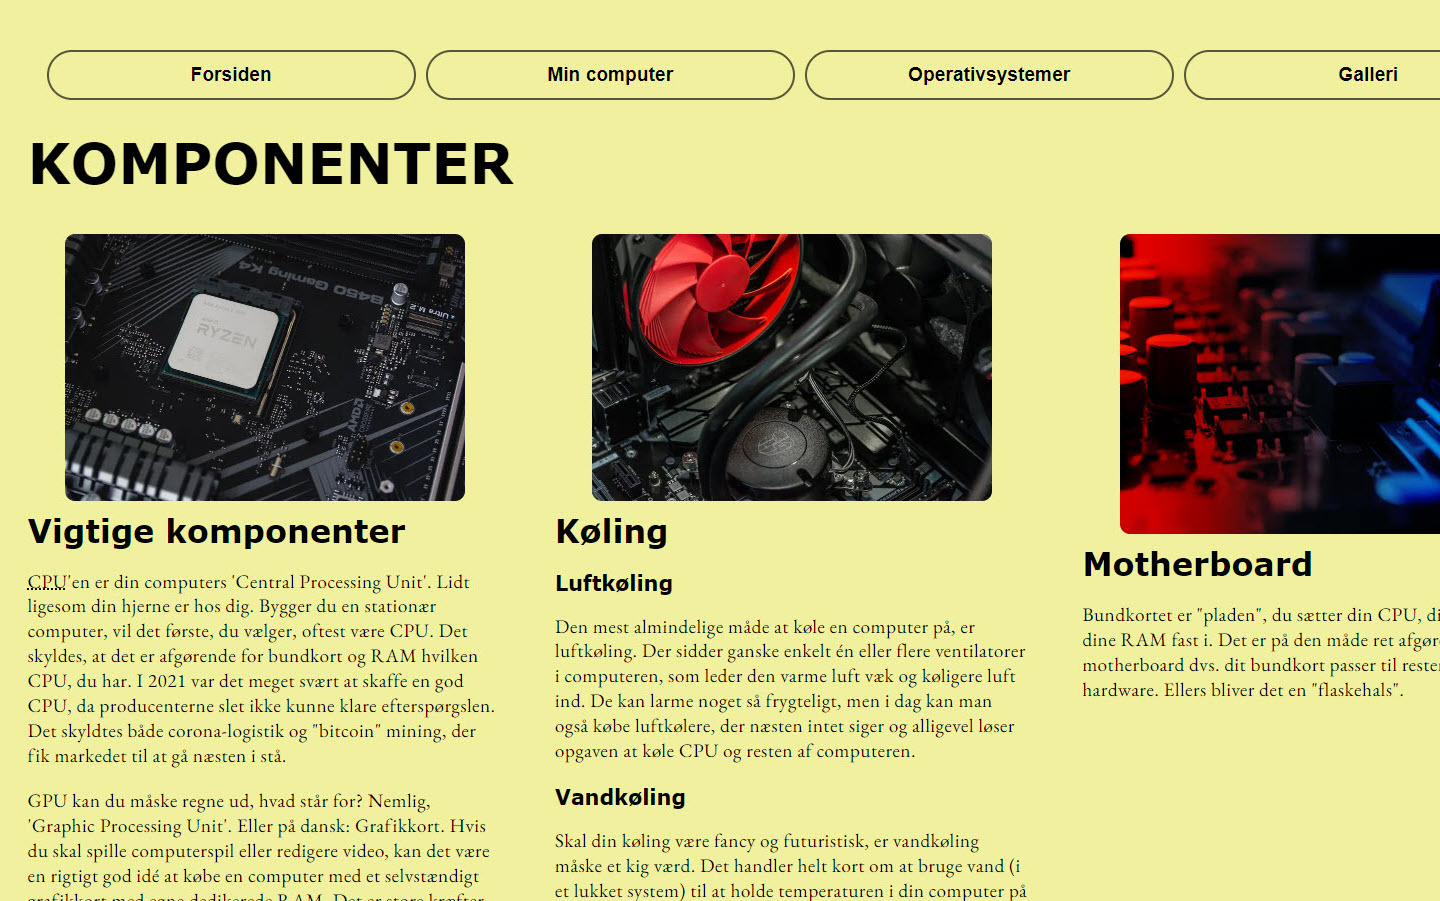 Forsiden
Min computer
Operativsystemer
Galleri
KOMPONENTER
B450 Gaming K4
Ultra M.2
AMD
RYZEN
AMD
Vigtige komponenter
CPU'en er din computers 'Central Processing Unit'. Lidt
ligesom din hjerne er hos dig. Bygger du en stationær
computer, vil det første, du vælger, oftest være CPU. Det
skyldes, at det er afgørende for bundkort og RAM hvilken
CPU, du har. I 2021 var det meget svært at skaffe en god
CPU, da producenterne slet ikke kunne klare efterspørgslen.
Det skyldtes både corona-logistik og "bitcoin" mining, der
fik markedet til at gå næsten i stå.
GPU kan du måske regne ud, hvad står for? Nemlig,
'Graphic Processing Unit'. Eller på dansk: Grafikkort. Hvis
du skal spille computerspil eller redigere video, kan det være
en rigtigt god idé at købe en computer med et selvstændigt
grafikkort med egne dedikerede RAM. Det er store kræfter
Køling
Luftkøling
Den mest almindelige måde at køle en computer på, er
luftkøling. Der sidder ganske enkelt én eller flere ventilatorer
i computeren, som leder den varme luft væk og køligere luft
ind. De kan larme noget så frygteligt, men i dag kan man
også købe luftkølere, der næsten intet siger og alligevel løser
opgaven at køle CPU og resten af computeren.
Vandkøling
Skal din køling være fancy og futuristisk, er vandkøling
måske et kig værd. Det handler helt kort om at bruge vand (i
et lukket system) til at holde temperaturen i din computer på
Motherboard
Bundkortet er "pladen", du sætter din CPU, di
dine RAM fast i. Det er på den måde ret afgør
motherboard dvs. dit bundkort passer til reste
hardware. Ellers bliver det en "flaskehals".